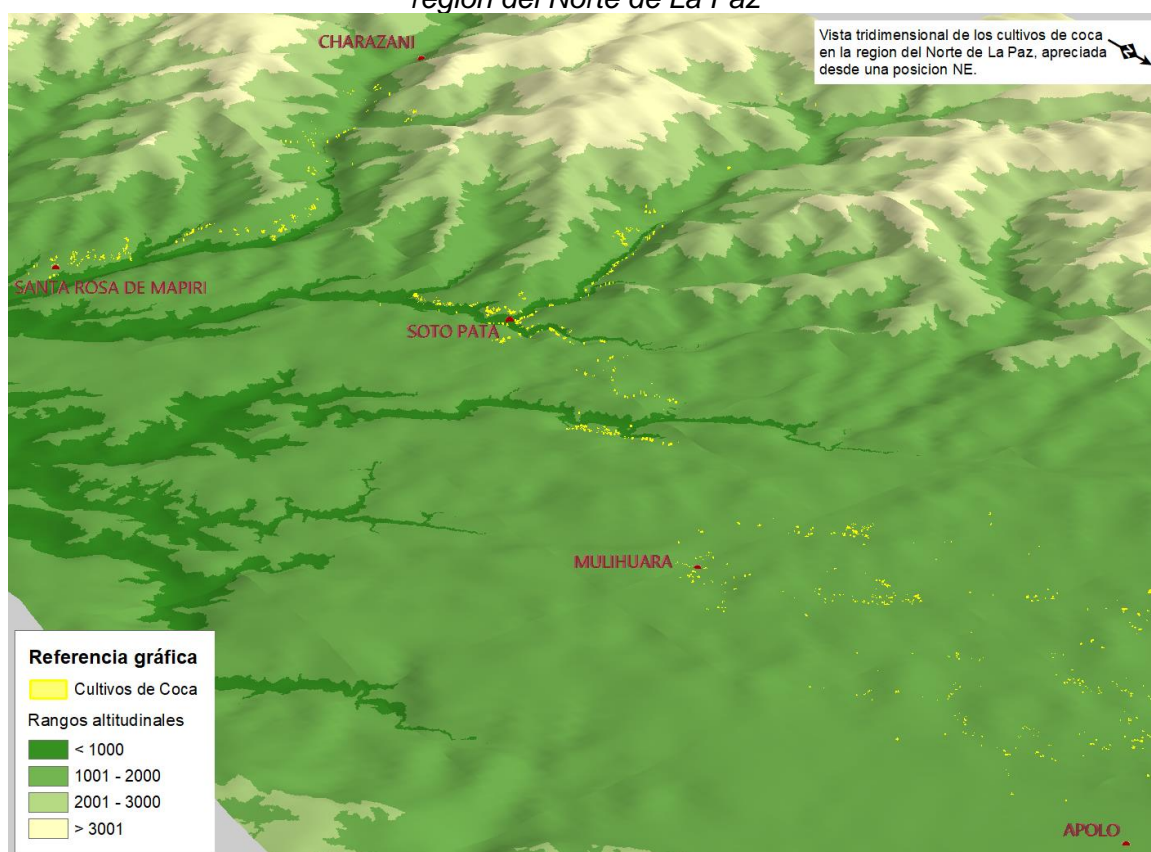 region del Norte de La Paz
CHARAZANI
Vista tridimensional de los cultivos de coca
en la region del Norte de La Paz, apreciada
desde una posicion NE.
N
SANTA ROSA DE MAPIRI
SOTO PATA
MULIHUARA
Referencia gráfica
Cultivos de Coca
Rangos altitudinales
< 1000
1001 - 2000
2001 - 3000
> 3001
APOLO